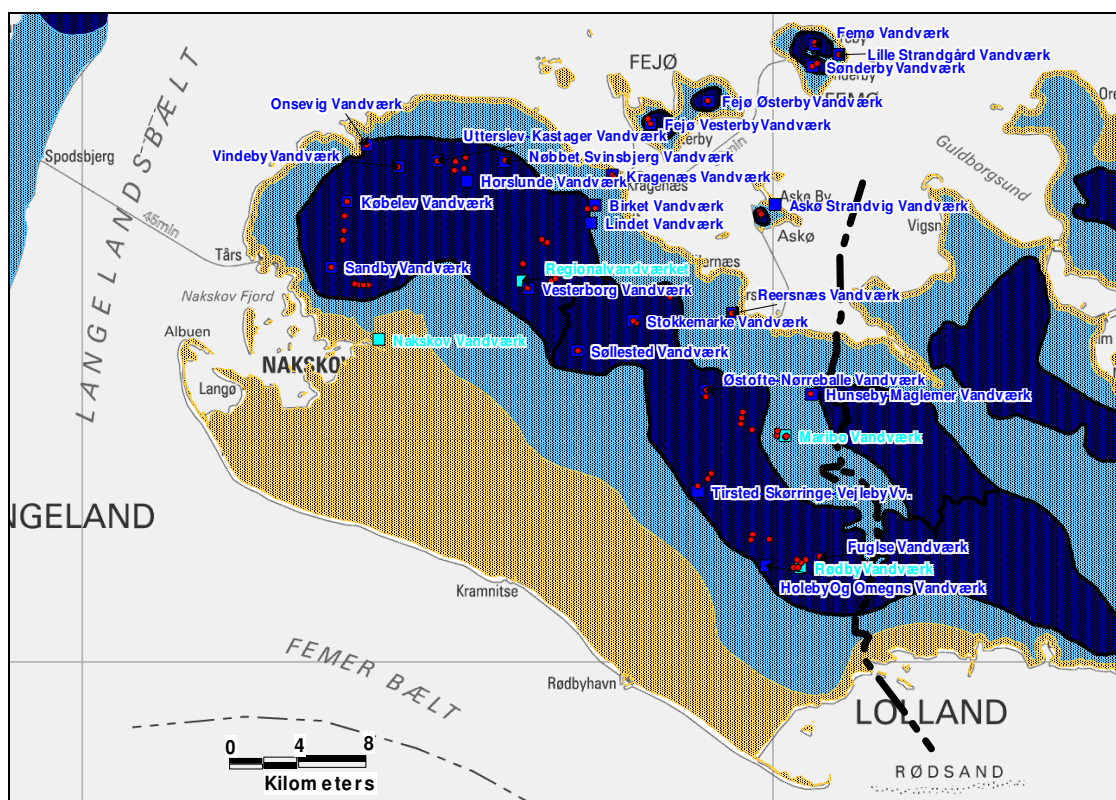 Femø Vandværk
Lille Strandgård Vandværk
Sønderby Vandværk
FEJØ
Fejø Østerby Vandværk
Onsevig Vandværk
Fejø Vesterby Vandværk
Utterslev-Kastager Vandværk
Spodsbjerg
Vindeby Vandværk
Nøbbet Svinsbjerg Vandværk
Guldborgsund
Kragenæs Vandværk
Kragenæs
Horslunde Vandværk
Askø By
Købelev Vandværk
Birket Vandværk
Askø Strandvig Vandværk
45min
Lindet Vandværk
Vigsn
Askø
LANGELANDSBÆLT
Tårs
Sandby Vandværk
Regionalvandværket
Vesterborg Vandværk
Reersnæs Vandværk
Nakskov Fjord
Stokkemarke Vandværk
Albuen
Nakskov Vandværk
NAKSKO
Søllested Vandværk
Langø
Østofte-Nørreballe Vandværk
Hunseby-Maglemer Vandværk
Maribo Vandværk
Tirsted-Skørringe-Vejleby Vv.
NGELAND
Fuglse Vandværk
Rødby Vandværk
Kramnitse
Holeby Og Omegns Vandværk
FEMER BÆLT
Rødbyhavn
LOLLAND
0 4 8
Kilometers
RØDSAND